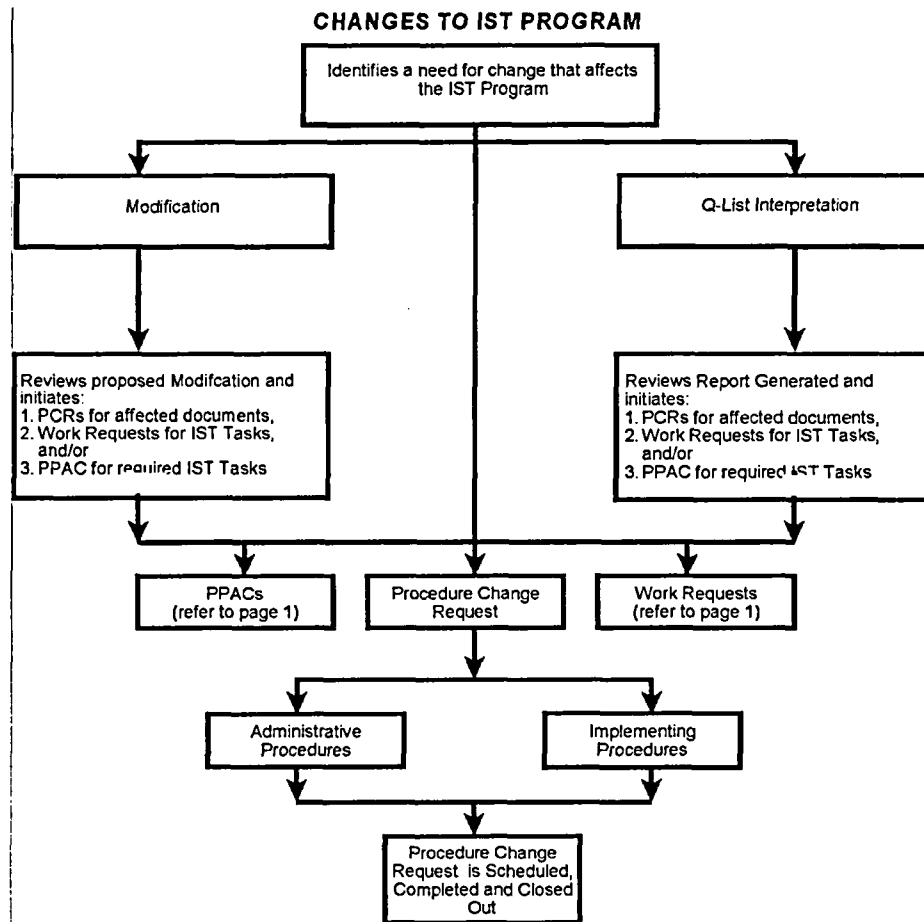 CHANGES TO IST PROGRAM
Identifies a need for change that affects
the IST Program
Modification
Q-List Interpretation
Reviews proposed Modifcation and
initiates:
1. PCRs for affected documents,
2. Work Requests for IST Tasks,
and/or
3. PPAC for required IST Tasks
Reviews Report Generated and
initiates:
1. PCRs for affected documents,
2. Work Requests for IST Tasks,
and/or
3. PPAC for required IST Tasks
PPACs
(refer to page 1)
Procedure Change
Request
Work Requests
(refer to page 1)
Administrative
Procedures
Implementing
Procedures
Procedure Change
Request is Scheduled,
Completed and Closed
Out